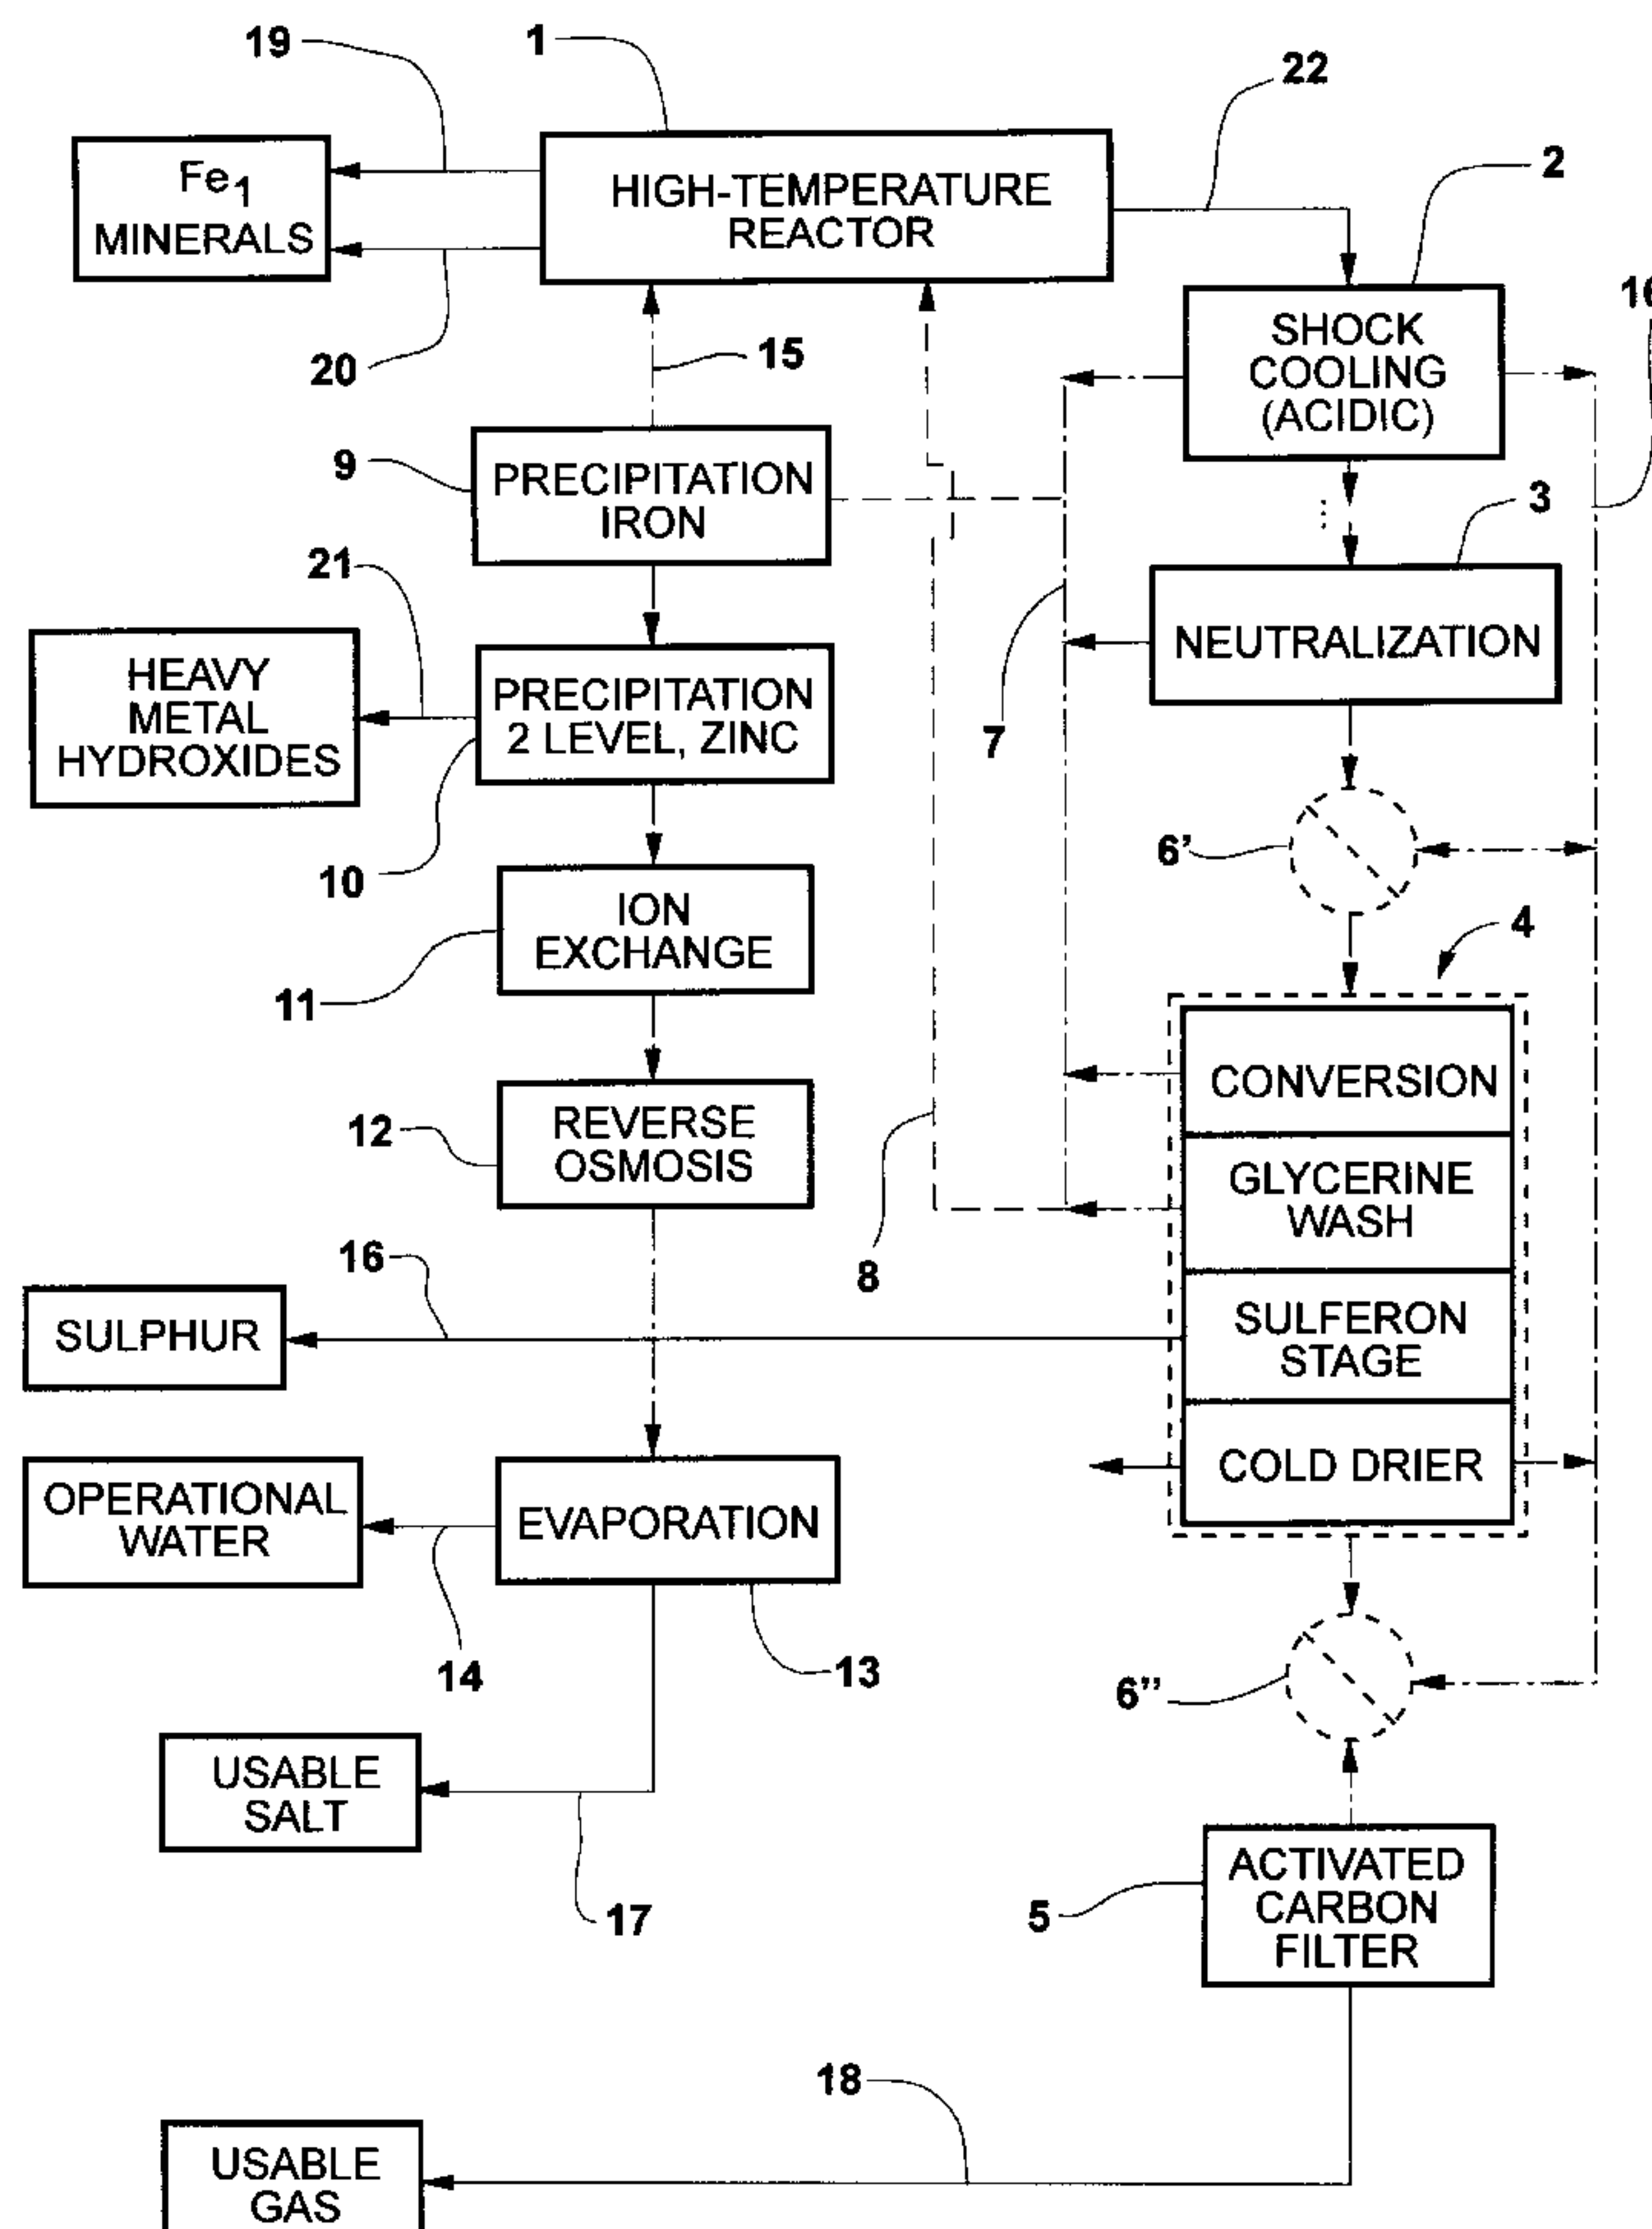 19
1
22
Fe1
MINERALS
HIGH-TEMPERATURE
REACTOR
2
20
15
SHOCK
COOLING
(ACIDIC)
9
PRECIPITATION
IRON
3
21
HEAVY
METAL
HYDROXIDES
PRECIPITATION
2 LEVEL, ZINC
NEUTRALIZATION
7
10
6’
ION
EXCHANGE
4
11
CONVERSION
12
REVERSE
OSMOSIS
GLYCERINE
WASH
16
8
SULPHUR
SULFERON
STAGE
OPERATIONAL
WATER
EVAPORATION
COLD DRIER
14
13
6”
USABLE
SALT
ACTIVATED
CARBON
FILTER
17
5
18
USABLE
GAS